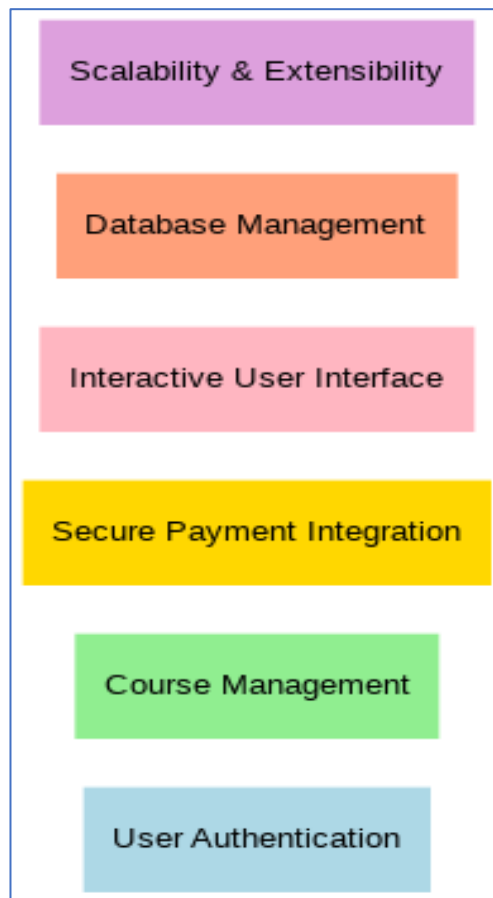 Scalability & Extensibility
Database Management
Interactive User Interface
Secure Payment Integration
Course Management
User Authentication